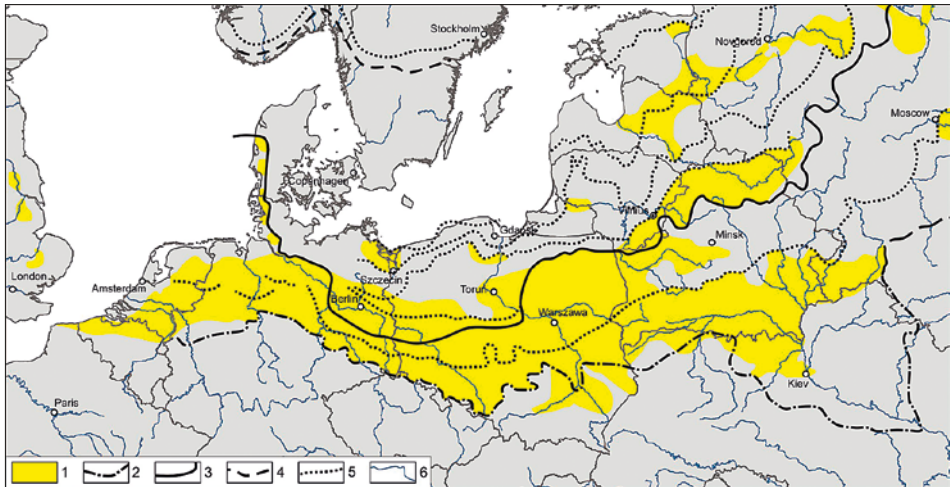 Stockholm
Novgorod
Moscow
Copenhagen
Vilnius
Gdańsk
Minsk
London
Amsterdam
Szczecin
Toruń
Berlin
Warszawa
Kiev
Paris
1 2 3 4 5 6